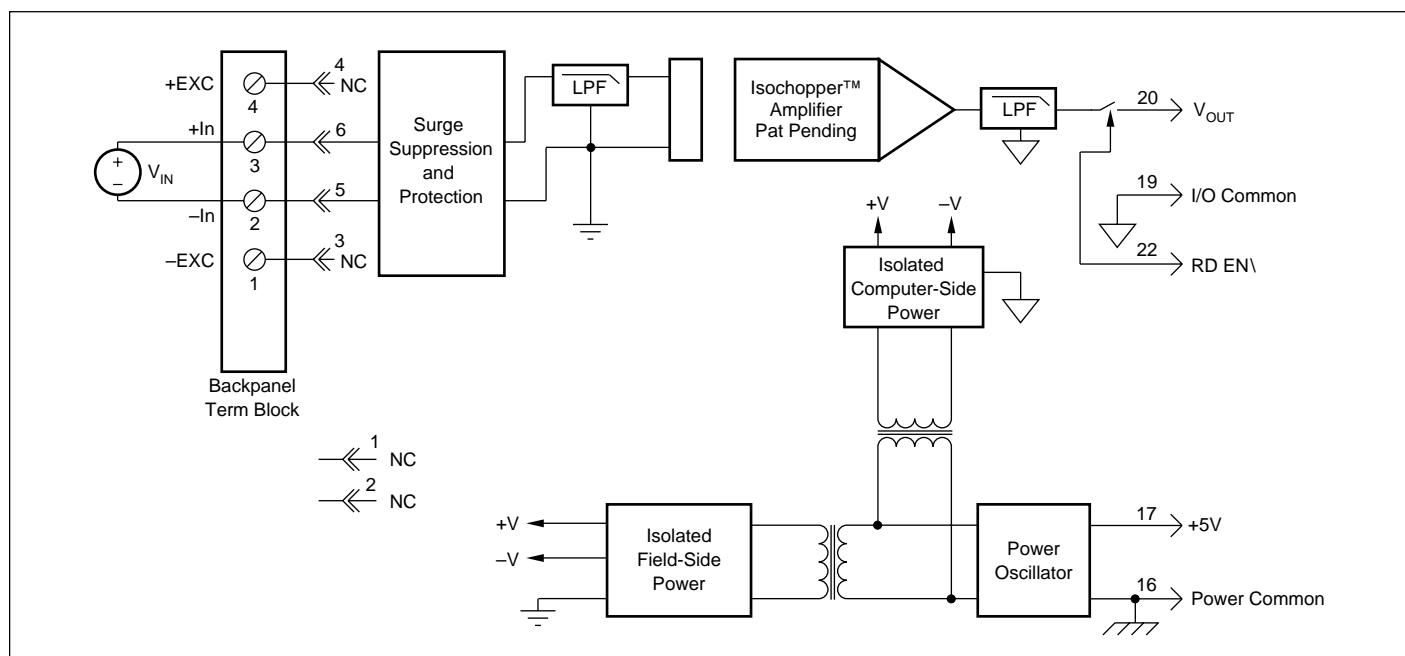 +EXC
4
4
NC
+In
3
6
+
–
V_IN
–In
2
5
–EXC
1
3
NC
Backpanel
Term Block
Surge
Suppression
and
Protection
LPF
Isochopper™
Amplifier
Pat Pending
LPF
20
V_OUT
19
I/O Common
22
RD EN\
+V
–V
Isolated
Computer-Side
Power
1
NC
2
NC
+V
–V
Isolated
Field-Side
Power
Power
Oscillator
17
+5V
16
Power Common